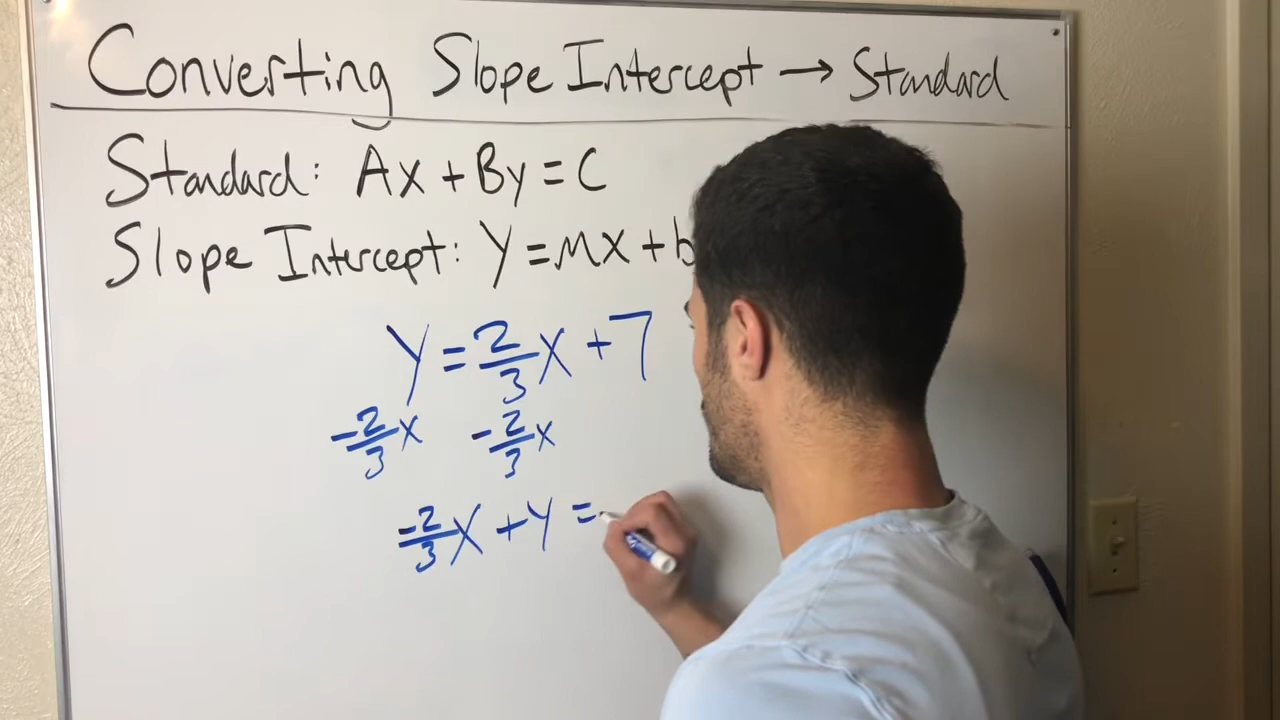 Converting Slope Intercept → Standard
Standard: Ax + By = C
Slope Intercept: Y = mx + b
Y = 2/3 X + 7
-2/3 X -2/3 X
-2/3 X + Y =